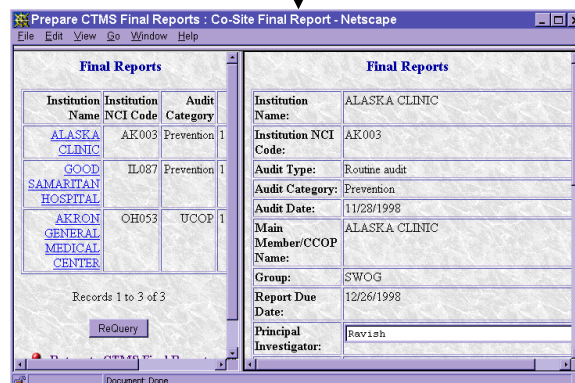 Prepare CTMS Final Reports : Co-Site Final Report - Netscape
File Edit View Go Window Help
Final Reports
Institution Name Institution NCI Code Audit Category
ALASKA CLINIC AK003 Prevention 1
GOOD SAMARITAN HOSPITAL IL087 Prevention 1
AKRON GENERAL MEDICAL CENTER OH053 UCOP 1
Records 1 to 3 of 3
ReQuery
Final Reports
Institution Name: ALASKA CLINIC
Institution NCI Code: AK003
Audit Type: Routine audit
Audit Category: Prevention
Audit Date: 11/28/1998
Main Member/CCOP Name: ALASKA CLINIC
Group: SWOG
Report Due Date: 12/26/1998
Principal Investigator: Ravish
Document: Done